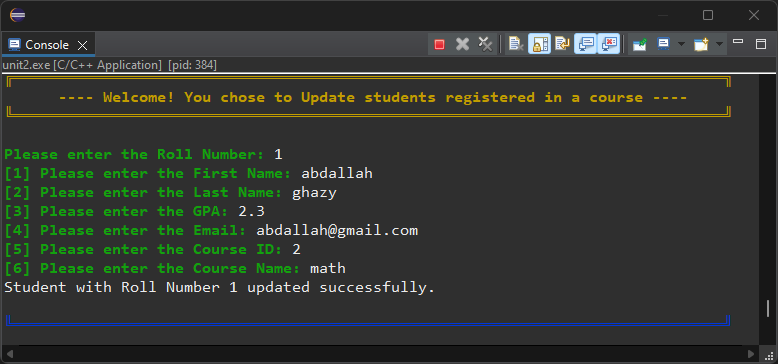 Console
unit2.exe [C/C++ Application] [pid: 384]
---- Welcome! You chose to Update students registered in a course ----
Please enter the Roll Number: 1
[1] Please enter the First Name: abdallah
[2] Please enter the Last Name: ghazy
[3] Please enter the GPA: 2.3
[4] Please enter the Email: abdallah@gmail.com
[5] Please enter the Course ID: 2
[6] Please enter the Course Name: math
Student with Roll Number 1 updated successfully.